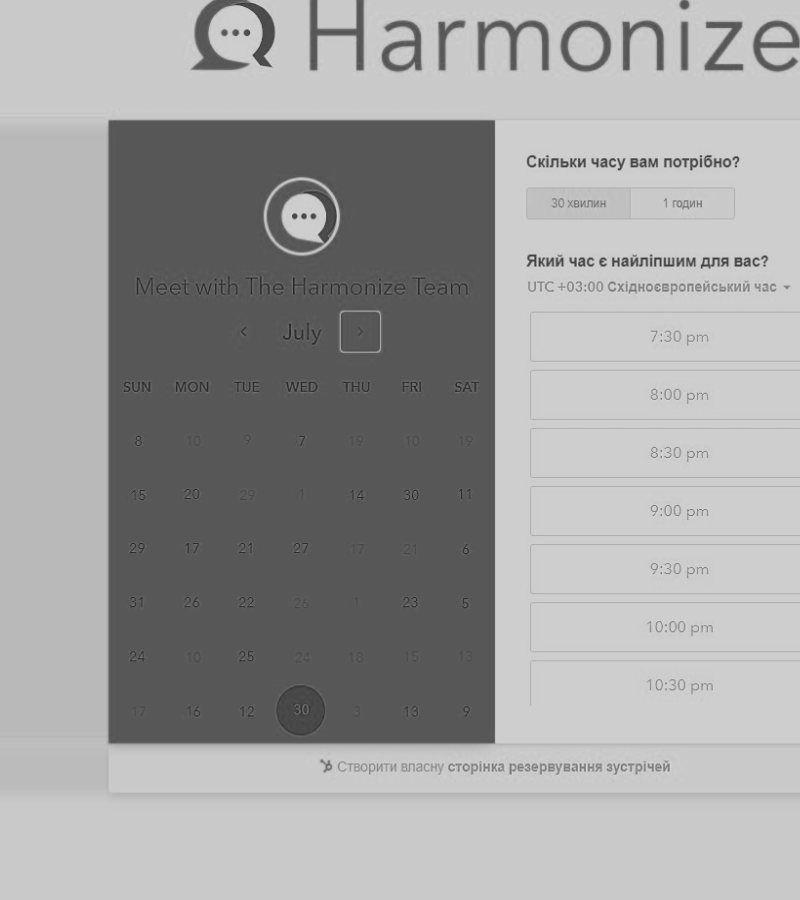 Harmonize
Meet with The Harmonize Team
July
SUN MON TUE WED THU FRI SAT
8 10 9 7 19 10 19
15 20 29 1 14 30 11
29 17 21 27 17 21 6
31 26 22 26 1 23 5
24 10 25 24 18 15 13
17 16 12 30 3 13 9
Скільки часу вам потрібно?
30 хвилин 1 годин
Який час є найліпшим для вас?
UTC +03:00 Східноєвропейський час
7:30 pm
8:00 pm
8:30 pm
9:00 pm
9:30 pm
10:00 pm
10:30 pm
Створити власну сторінка резервування зустрічей